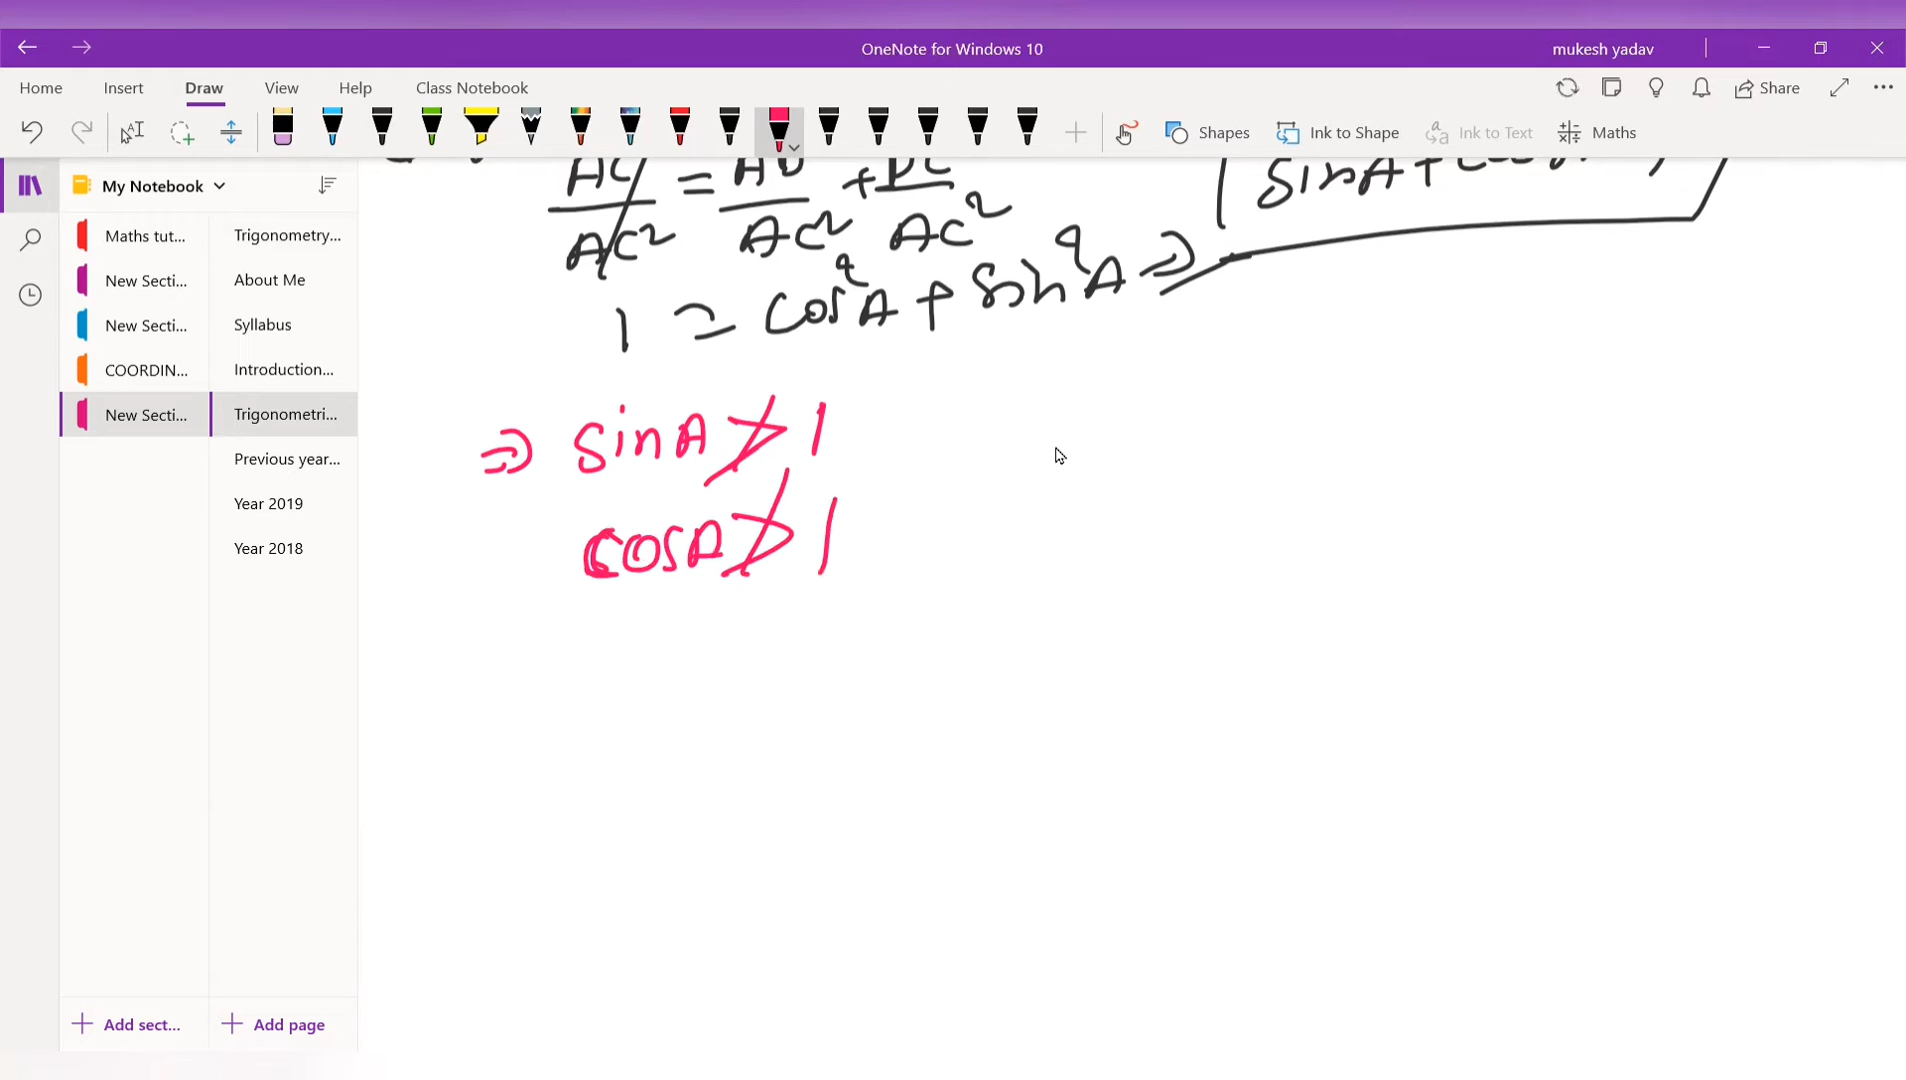 OneNote for Windows 10
mukesh yadav
Home Insert Draw View Help Class Notebook
Share
Shapes Ink to Shape Ink to Text Maths
My Notebook
Maths tut...
New Secti...
New Secti...
COORDIN...
New Secti...
Trigonometry...
About Me
Syllabus
Introduction...
Trigonometri...
Previous year...
Year 2019
Year 2018
Add sect...
Add page
AC² AC² AC²
1 = cos²A + sin²A ⇒
⇒ sinA ≯ 1
cosA ≯ 1